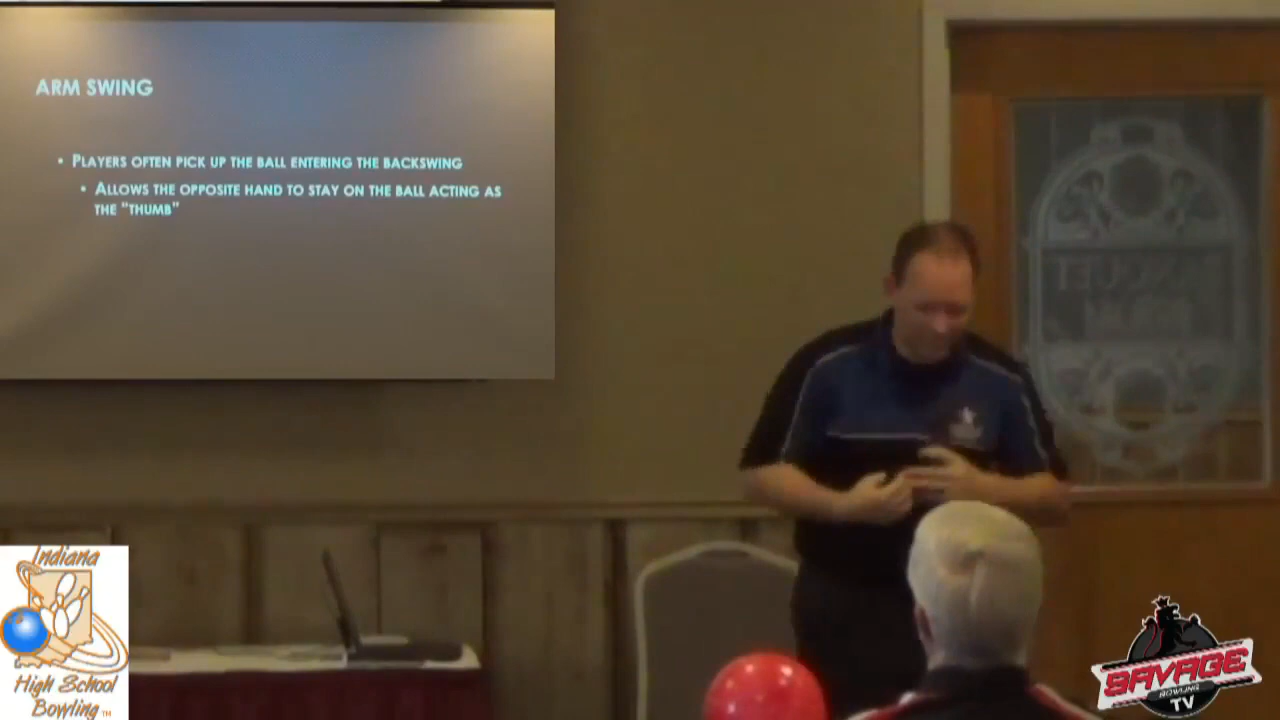 ARM SWING
• PLAYERS OFTEN PICK UP THE BALL ENTERING THE BACKSWING
• ALLOWS THE OPPOSITE HAND TO STAY ON THE BALL ACTING AS
THE "THUMB"
Indiana
High School
Bowling™
SAVAGE
BOWLING
TV